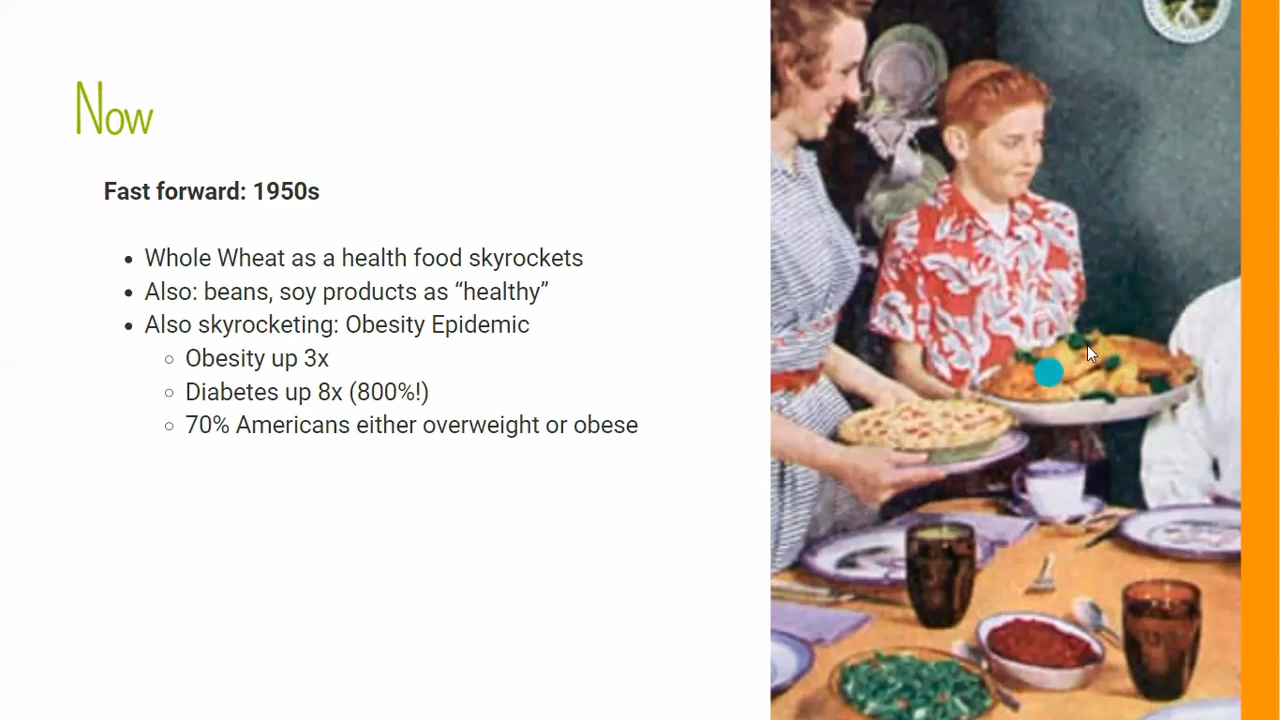 Now
Fast forward: 1950s
Whole Wheat as a health food skyrockets
Also: beans, soy products as “healthy”
Also skyrocketing: Obesity Epidemic
Obesity up 3x
Diabetes up 8x (800%!)
70% Americans either overweight or obese